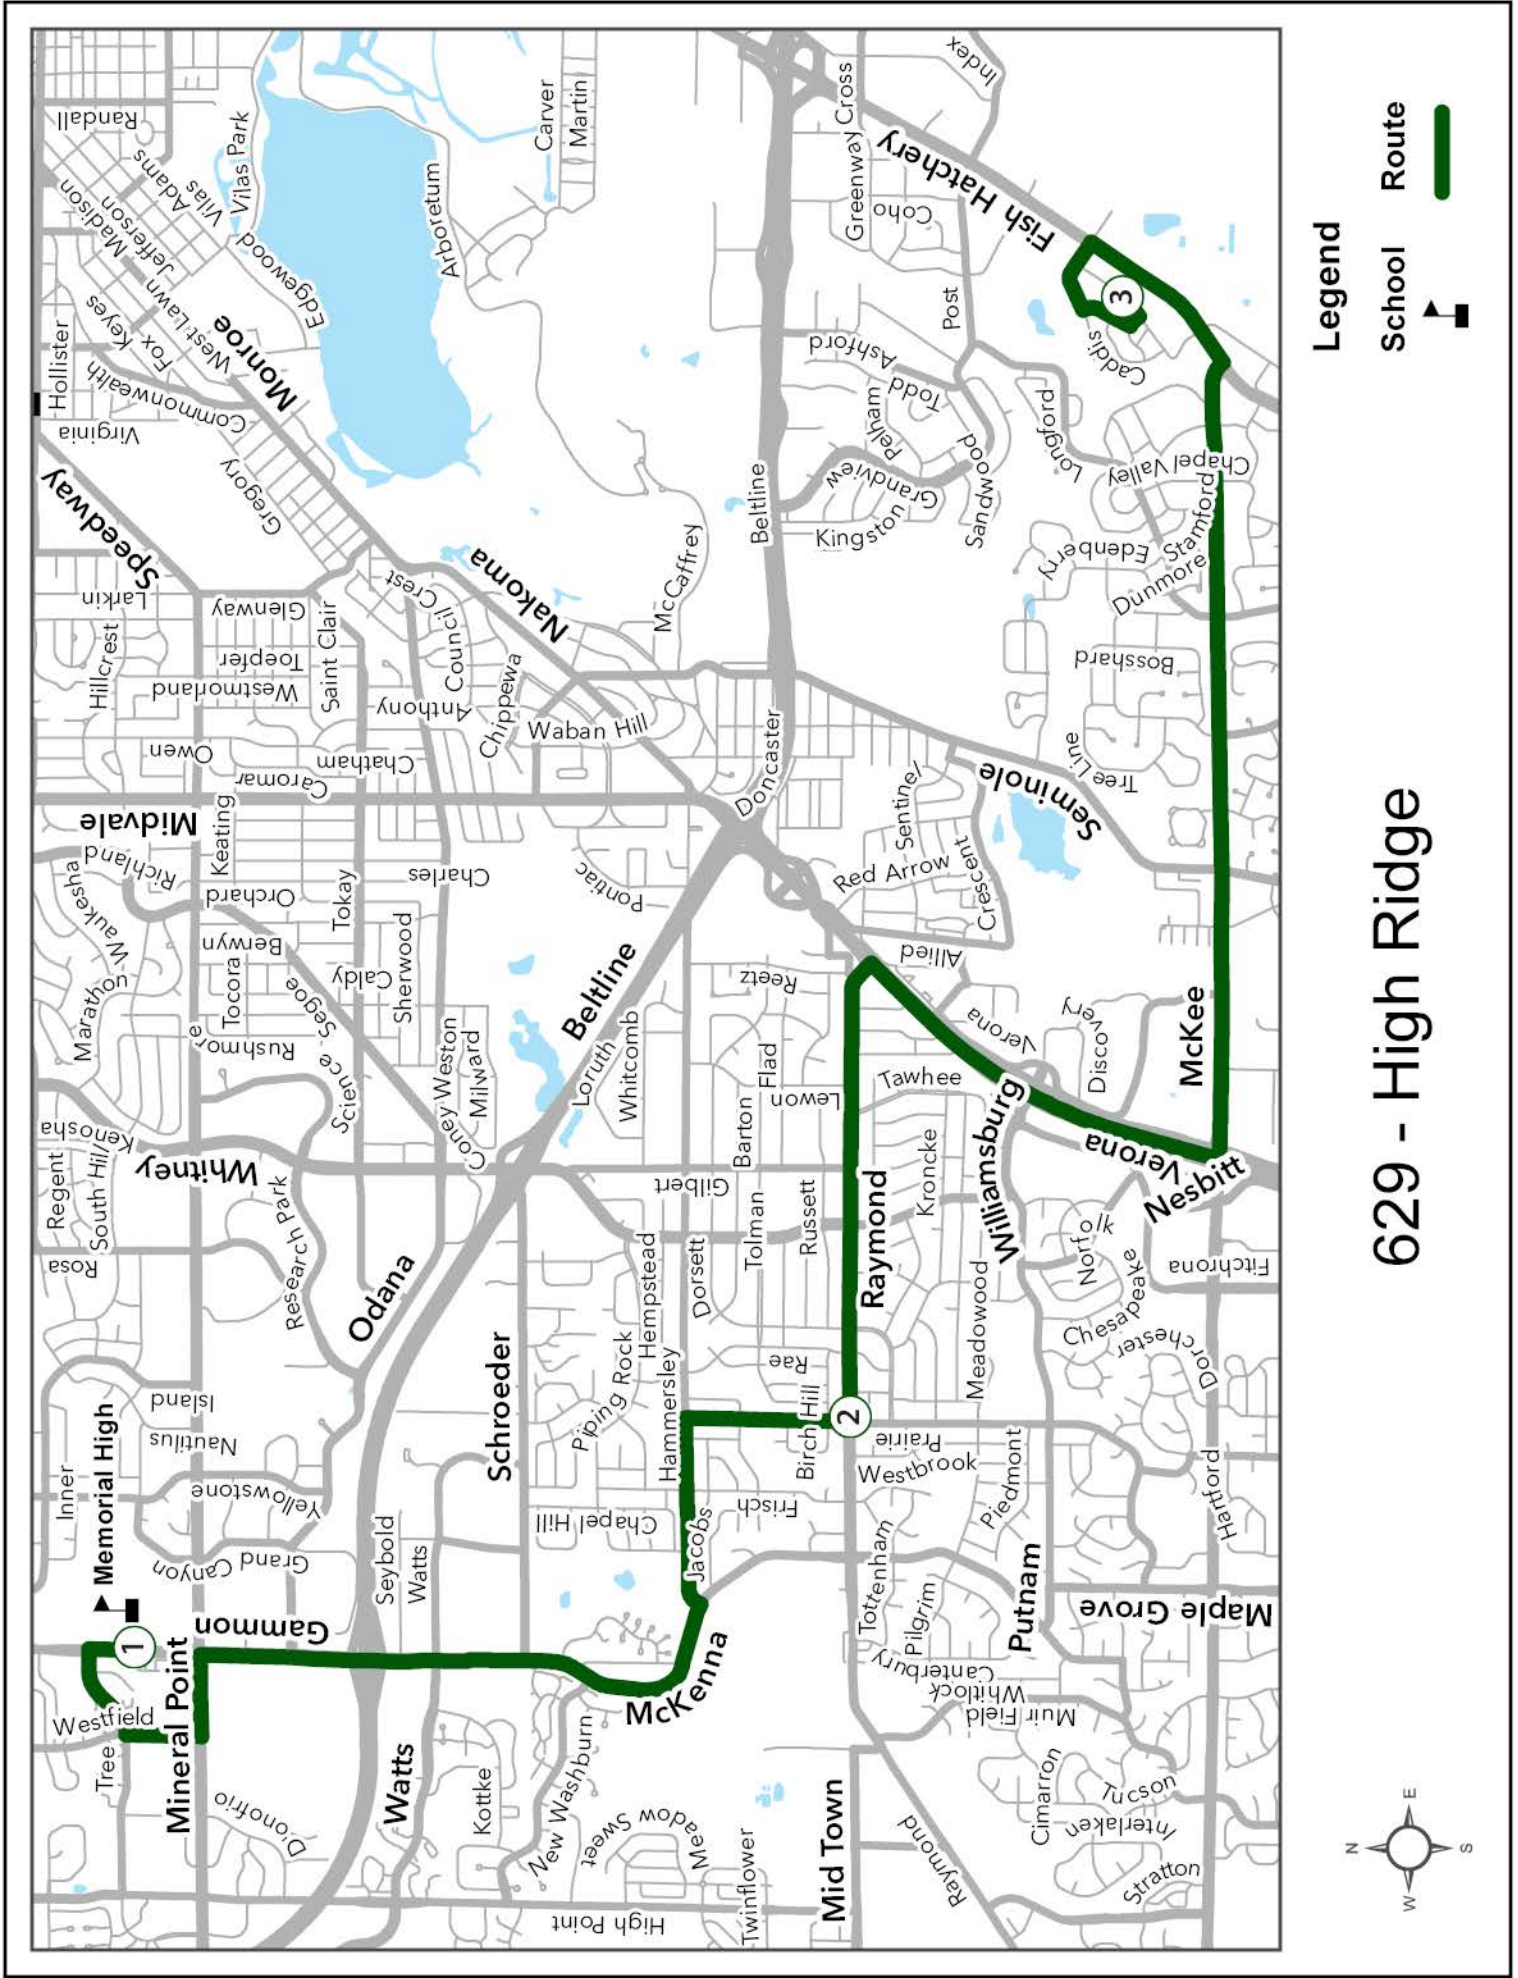 Regent
South Hill
Kenosha
Rosa
Inner
Memorial High
Island
Nautilus
Yellowstone
Grand Canyon
Gammon
1
Westfield
Tree
Mineral Point
D'onofrio
Whitney
Research Park
Science
Odana
Seybold
Watts
Watts
Kottke
New Washburn
Meadow Sweet
High Point
Twinflower
Mid Town
Raymond
Marathon
Waukesha
Richland
Midvale
Keating
Orchard
Berwyn
Tocora
Segoe
Rushmore
Tokay
Caldy
Sherwood
Charles
Coney Weston
Milward
Hillcrest
Larkin
Speedway
Owen
Caromar
Westmorland
Toepfer
Glenway
Saint Clair
Chatham
Anthony
Council Crest
Chippewa
Waban Hill
Nakoma
Gregory
Virginia
Hollister
Commonwealth
Keyes
Fox
West Lawn
Jefferson
Madison
Adams
Vilas
Randall
Vilas Park
Edgewood
Monroe
Arboretum
Carver
Martin
McCaffrey
Pontiac
Beltline
Loruth
Whitcomb
Schroeder
Piping Rock
Hempstead
Hammersley
Dorsett
Gilbert
Chapel Hill
Jacobs
Frisch
McKenna
Barton
Flad
Reetz
Lewon
Tolman
Russett
Rae
Birch Hill
2
Raymond
Doncaster
Beltline
Kingston
Grandview
Pelham
Todd
Ashford
Sandwood
Post
Coho
Greenway Cross
Index
Fish Hatchery
Longford
Caddis
3
Chapel Valley
Stamford
Edenberry
Dunmore
Bosshard
Tree Line
Seminole
Sentinel
Red Arrow
Crescent
Allied
Verona
Discovery
McKee
Tawhee
Kroncke
Williamsburg
Verona
Nesbitt
Norfolk
Chesapeake
Fitchrona
Dorchester
Meadowood
Prairie
Westbrook
Piedmont
Hartford
Tottenham
Pilgrim
Putnam
Maple Grove
Canterbury
Whitlock
Muir Field
Cimarron
Tucson
Interlaken
Stratton
N
W
E
S
629 - High Ridge
Legend
School
Route